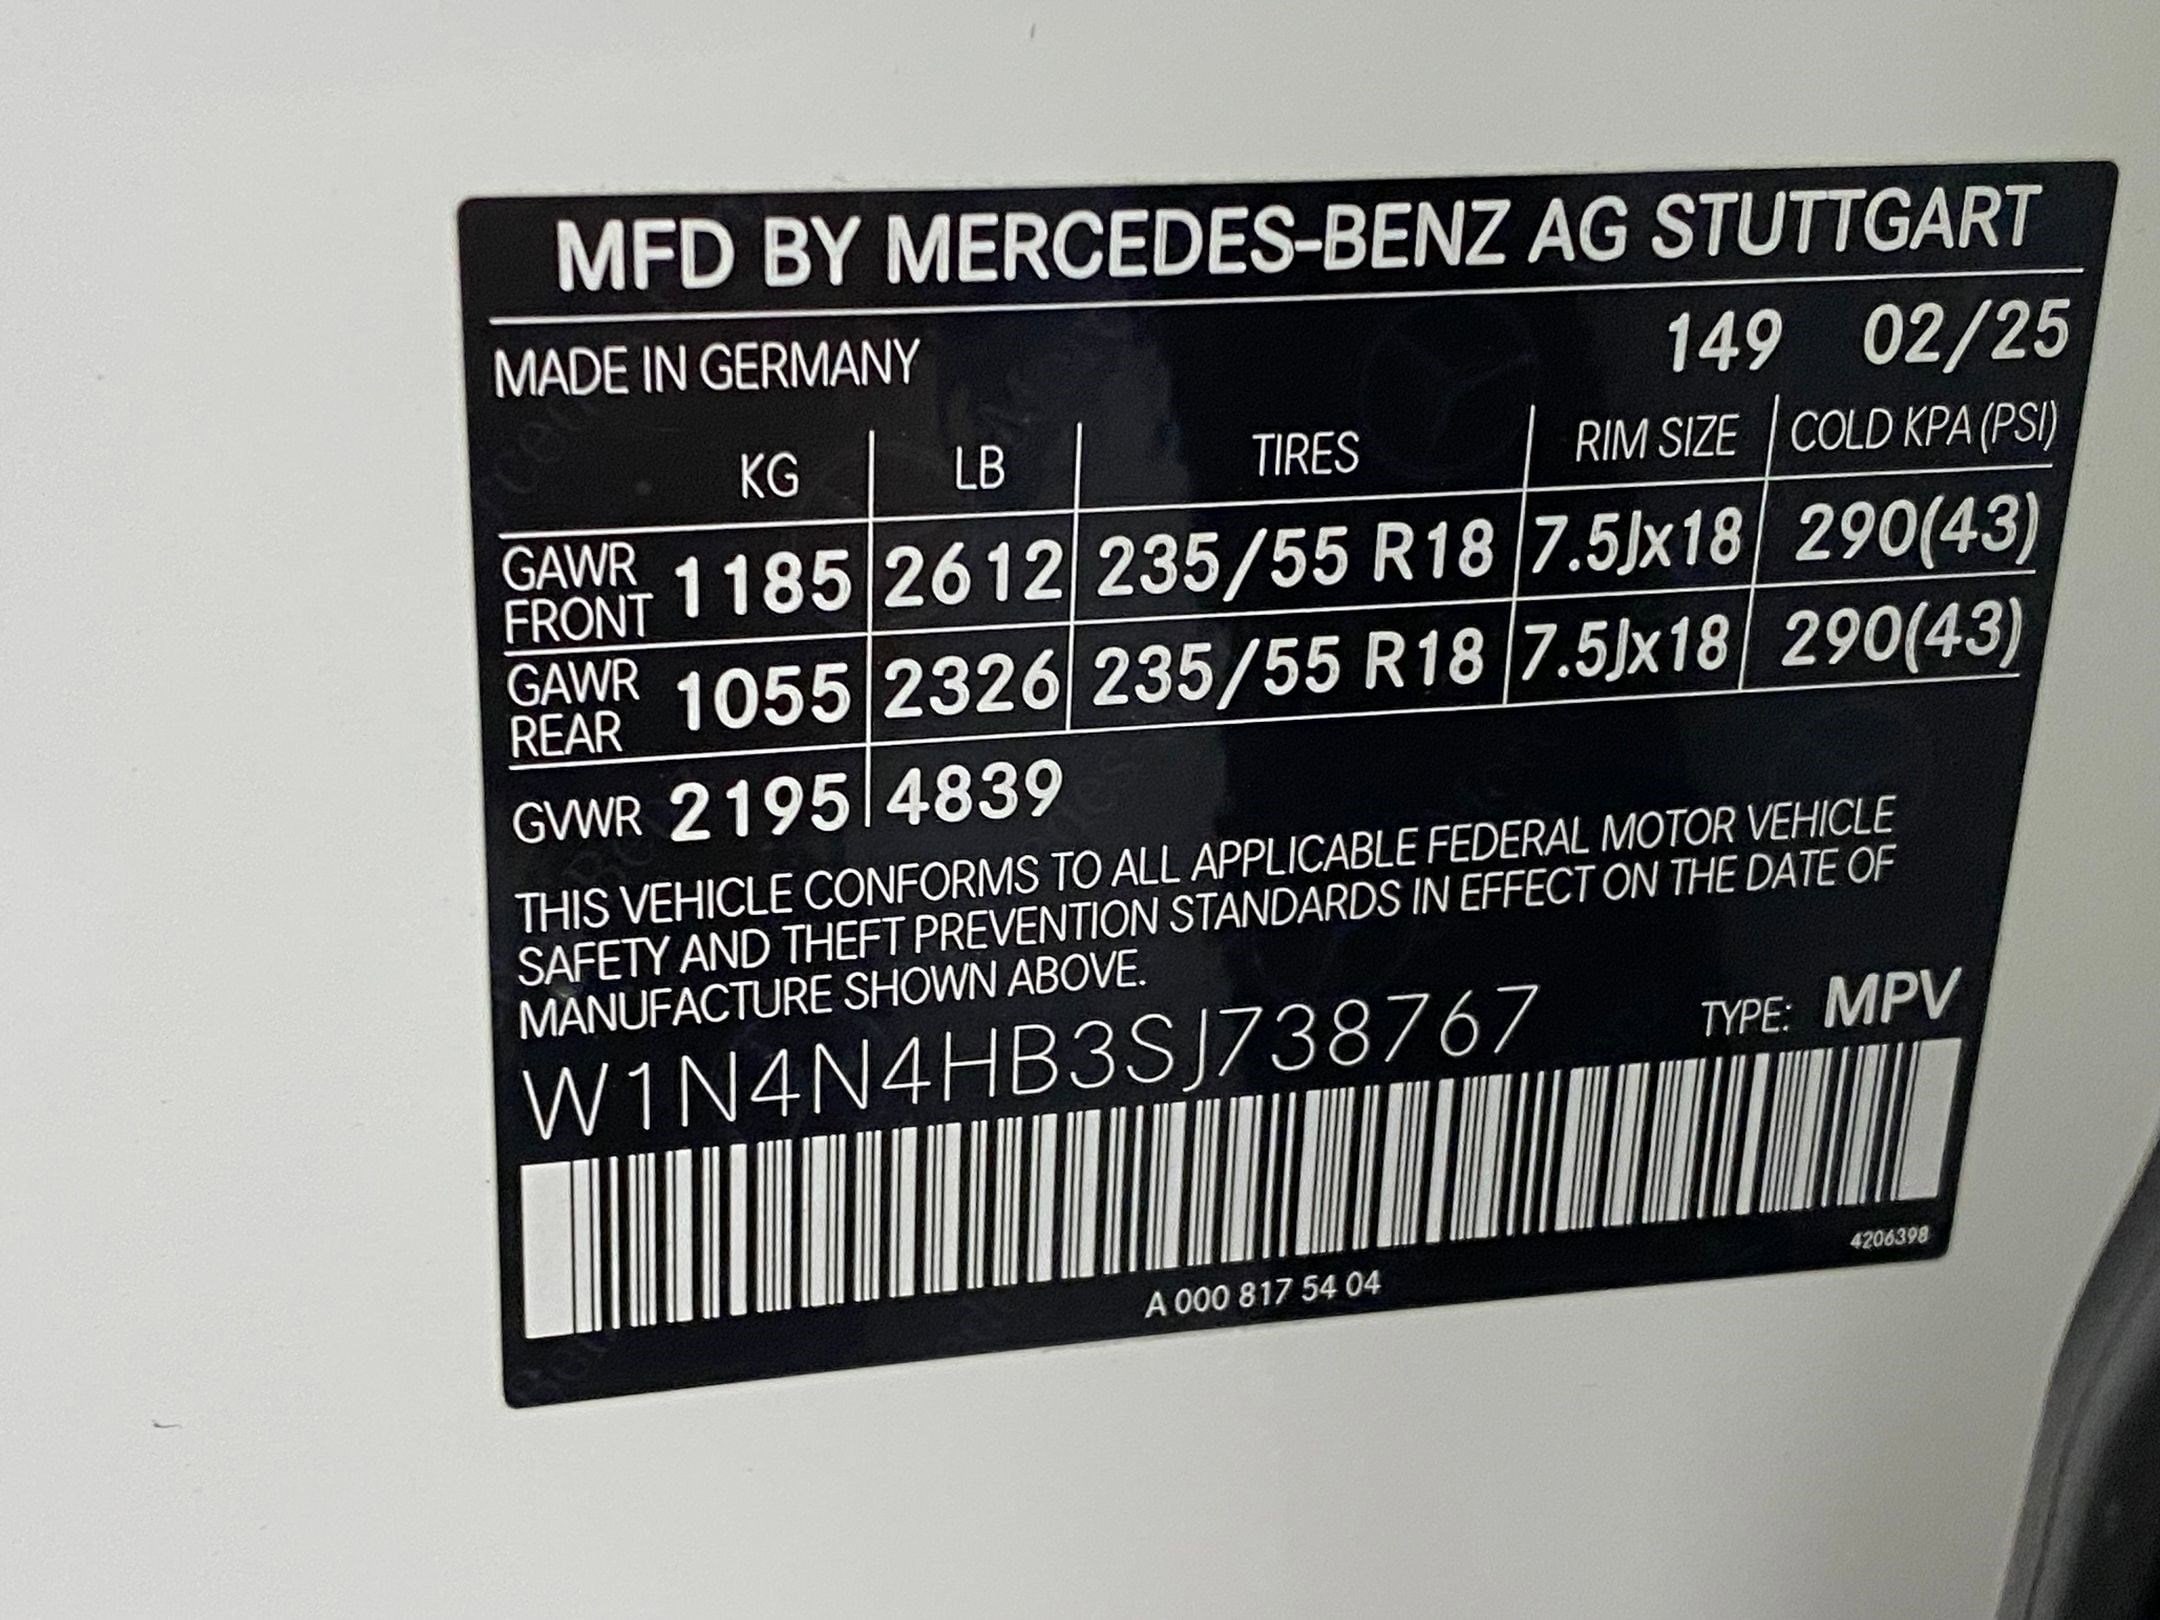 MFD BY MERCEDES-BENZ AG STUTTGART
MADE IN GERMANY 149 02/25
KG LB TIRES RIM SIZE COLD KPA (PSI)
GAWR FRONT 1185 2612 235/55 R18 7.5Jx18 290(43)
GAWR REAR 1055 2326 235/55 R18 7.5Jx18 290(43)
GVWR 2195 4839
THIS VEHICLE CONFORMS TO ALL APPLICABLE FEDERAL MOTOR VEHICLE
SAFETY AND THEFT PREVENTION STANDARDS IN EFFECT ON THE DATE OF
MANUFACTURE SHOWN ABOVE.
W1N4N4HB3SJ738767 TYPE: MPV
4206398
A 000 817 54 04